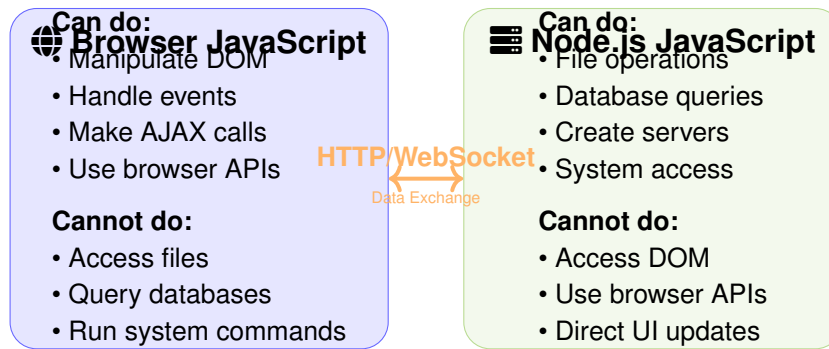 Browser JavaScript
Can do:
• Manipulate DOM
• Handle events
• Make AJAX calls
• Use browser APIs
Cannot do:
• Access files
• Query databases
• Run system commands
HTTP/WebSocket
Data Exchange
Node.js JavaScript
Can do:
• File operations
• Database queries
• Create servers
• System access
Cannot do:
• Access DOM
• Use browser APIs
• Direct UI updates